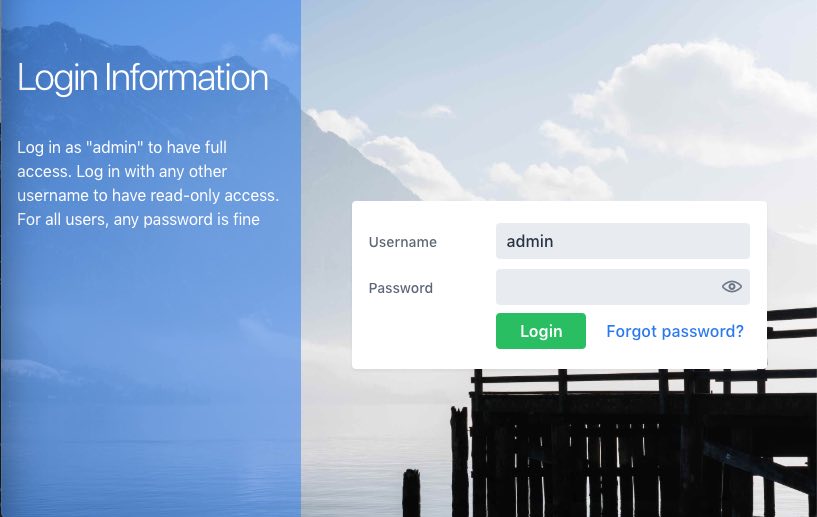 Login Information
Log in as "admin" to have full
access. Log in with any other
username to have read-only access.
For all users, any password is fine
Username
admin
Password
Login
Forgot password?